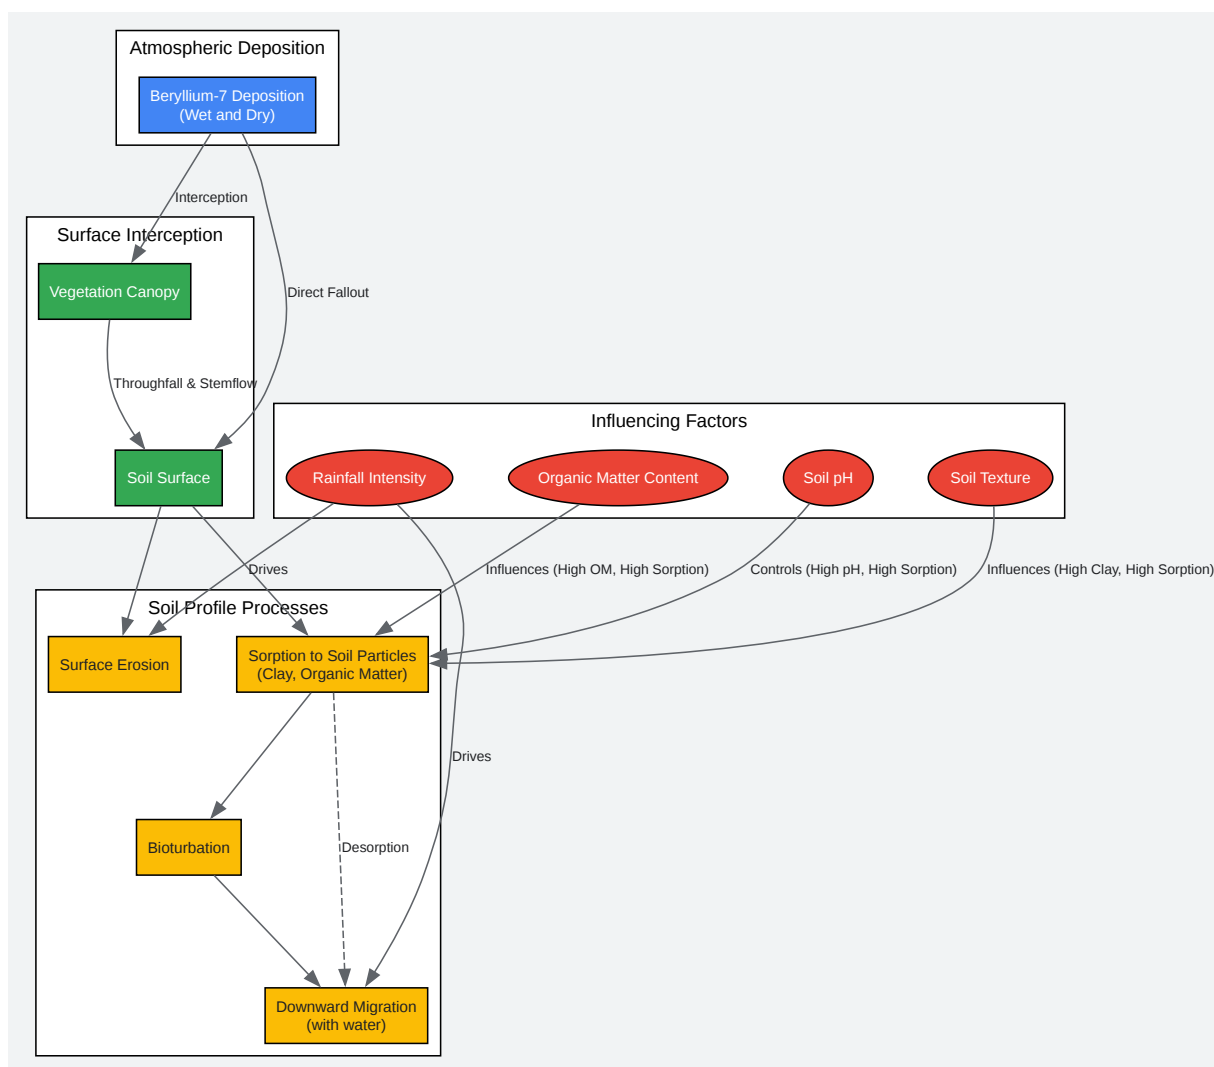 Atmospheric Deposition
Beryllium-7 Deposition
(Wet and Dry)
Interception
Surface Interception
Vegetation Canopy
Direct Fallout
Throughfall & Stemflow
Influencing Factors
Soil Surface
Rainfall Intensity
Organic Matter Content
Soil pH
Soil Texture
Drives
Influences (High OM, High Sorption)
Controls (High pH, High Sorption)
Influences (High Clay, High Sorption)
Soil Profile Processes
Surface Erosion
Sorption to Soil Particles
(Clay, Organic Matter)
Drives
Bioturbation
Desorption
Downward Migration
(with water)